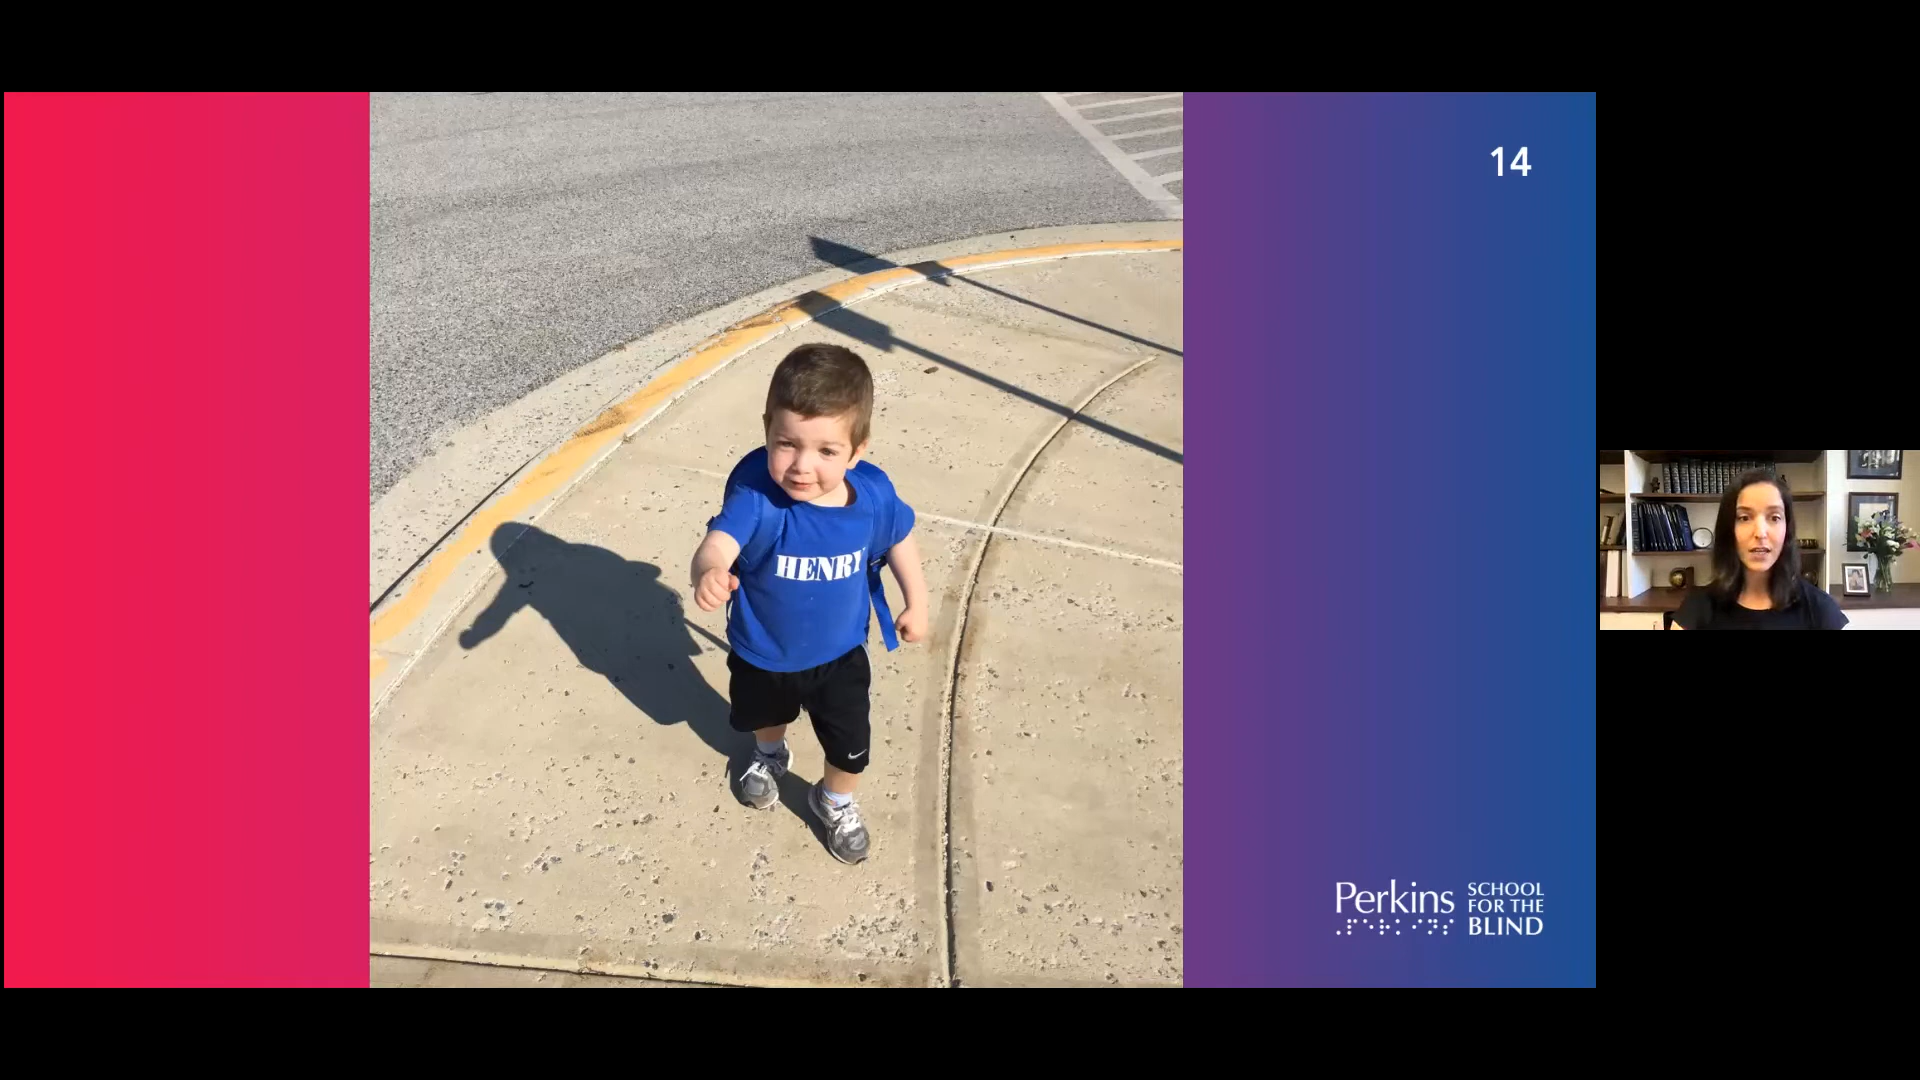 14
HENRY
Perkins
SCHOOL
FOR THE
BLIND